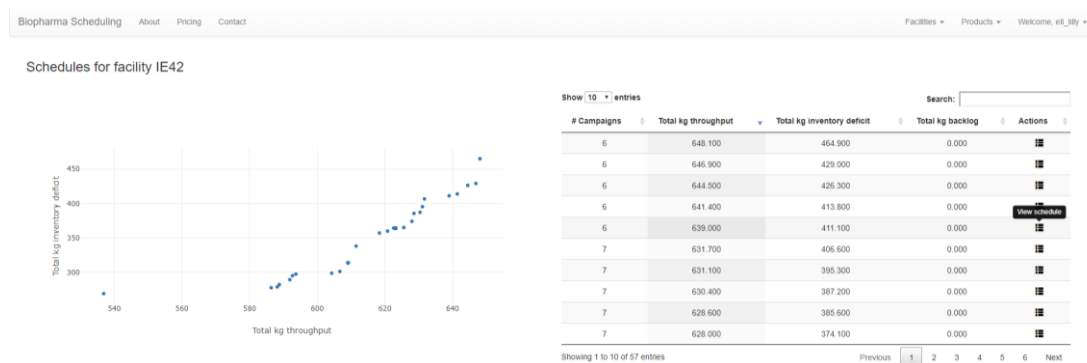 Biopharma Scheduling About Pricing Contact Facilities Products Welcome, eli_lilly
Schedules for facility IE42
Show 10 entries Search:
# Campaigns Total kg throughput Total kg inventory deficit Total kg backlog Actions
6 648.100 464.900 0.000
6 646.900 429.000 0.000
6 644.500 426.300 0.000
6 641.400 413.800 0.000
View schedule
6 639.000 411.100 0.000
7 631.700 406.600 0.000
7 631.100 395.300 0.000
7 630.400 387.200 0.000
7 628.600 385.600 0.000
7 628.000 374.100 0.000
Showing 1 to 10 of 57 entries Previous 1 2 3 4 5 6 Next
Total kg inventory deficit
450
400
350
300
540 560 580 600 620 640
Total kg throughput